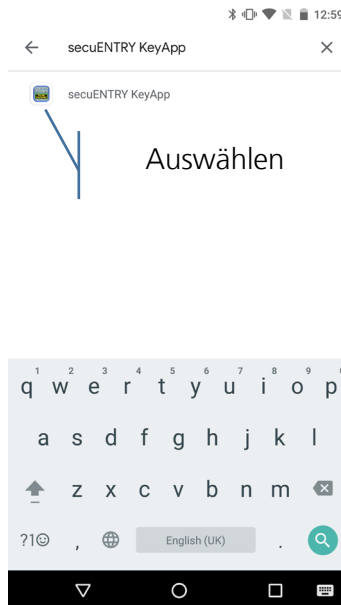 12:59
secuENTRY KeyApp
secuENTRY KeyApp
Auswählen
1 2 3 4 5 6 7 8 9
q w e r t y u i o p
a s d f g h j k l
z x c v b n m
?1☺ , English (UK) .